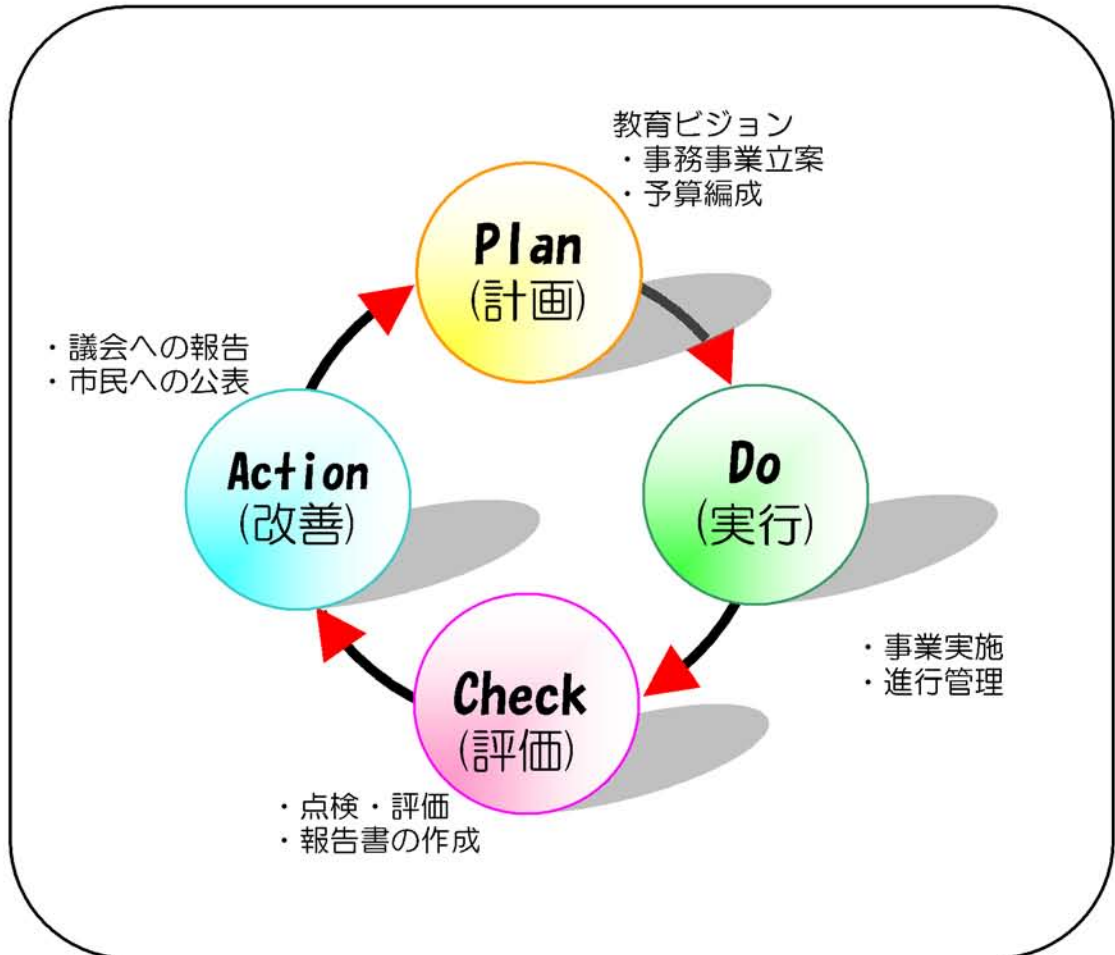 教育ビジョン
・事務事業立案
・予算編成
Plan
(計画)
・議会への報告
・市民への公表
Action
(改善)
Do
(実行)
・事業実施
・進行管理
Check
(評価)
・点検・評価
・報告書の作成